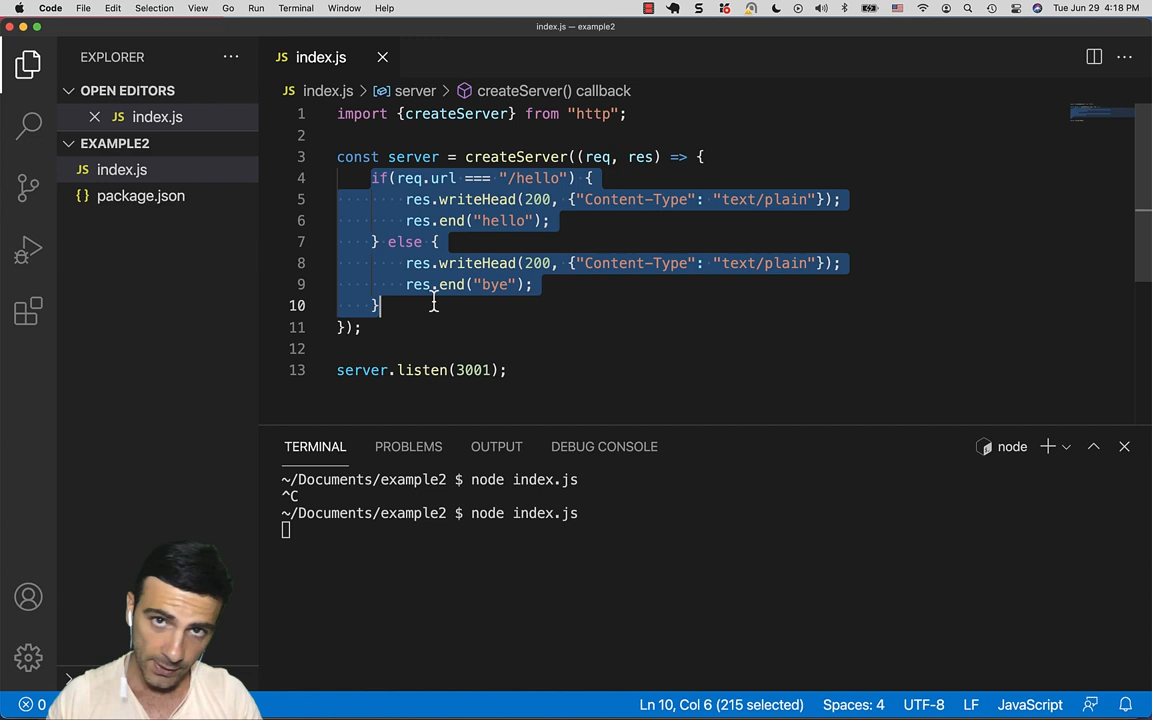 Code File Edit Selection View Go Run Terminal Window Help Tue Jun 29 4:18 PM
index.js — example2
EXPLORER
OPEN EDITORS
index.js
EXAMPLE2
JS index.js
{} package.json
JS index.js
JS index.js > server > createServer() callback
1 import {createServer} from "http";
2
3 const server = createServer((req, res) => {
4 if(req.url === "/hello") {
5 res.writeHead(200, {"Content-Type": "text/plain"});
6 res.end("hello");
7 } else {
8 res.writeHead(200, {"Content-Type": "text/plain"});
9 res.end("bye");
10 }
11 });
12
13 server.listen(3001);
TERMINAL PROBLEMS OUTPUT DEBUG CONSOLE node
~/Documents/example2 $ node index.js
^C
~/Documents/example2 $ node index.js
0 Ln 10, Col 6 (215 selected) Spaces: 4 UTF-8 LF JavaScript